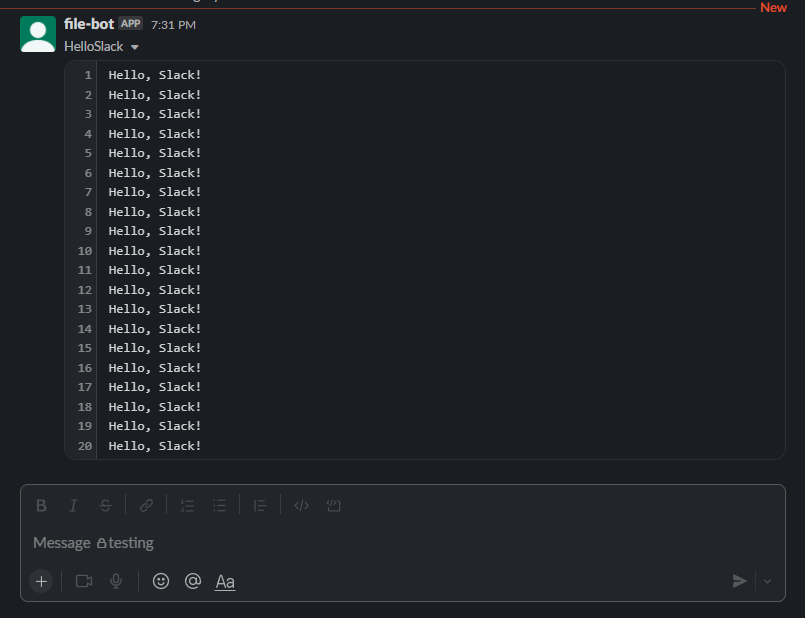 New
file-bot APP 7:31 PM
HelloSlack
1 Hello, Slack!
2 Hello, Slack!
3 Hello, Slack!
4 Hello, Slack!
5 Hello, Slack!
6 Hello, Slack!
7 Hello, Slack!
8 Hello, Slack!
9 Hello, Slack!
10 Hello, Slack!
11 Hello, Slack!
12 Hello, Slack!
13 Hello, Slack!
14 Hello, Slack!
15 Hello, Slack!
16 Hello, Slack!
17 Hello, Slack!
18 Hello, Slack!
19 Hello, Slack!
20 Hello, Slack!
B I S
Message testing
@ Aa